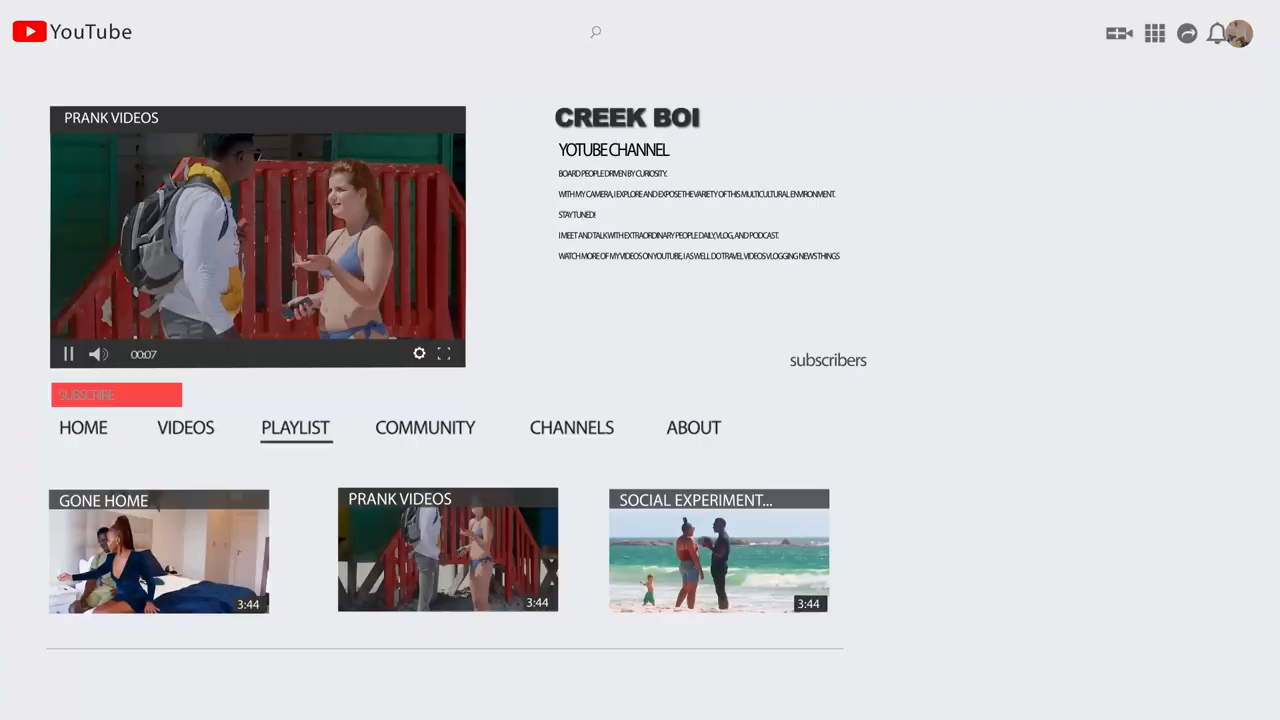 YouTube
PRANK VIDEOS
CREEK BOI
YOTUBE CHANNEL
BOARD PEOPLE DRIVEN BY CURIOSITY.
WITH MY CAMERA, I EXPLORE AND EXPOSE THE VARIETY OF THIS MULTICULTURAL ENVIRONMENT.
STAY TUNED!
I MEET AND TALK WITH EXTRAORDINARY PEOPLE DAILY, VLOG, AND PODCAST.
WATCH MORE OF MY VIDEOS ON YOUTUBE, I AS WELL DO TRAVEL VIDEOS VLOGGING NEWS THINGS
00:07
subscribers
SUBSCRIBE
HOME VIDEOS PLAYLIST COMMUNITY CHANNELS ABOUT
GONE HOME
3:44
PRANK VIDEOS
3:44
SOCIAL EXPERIMENT...
3:44